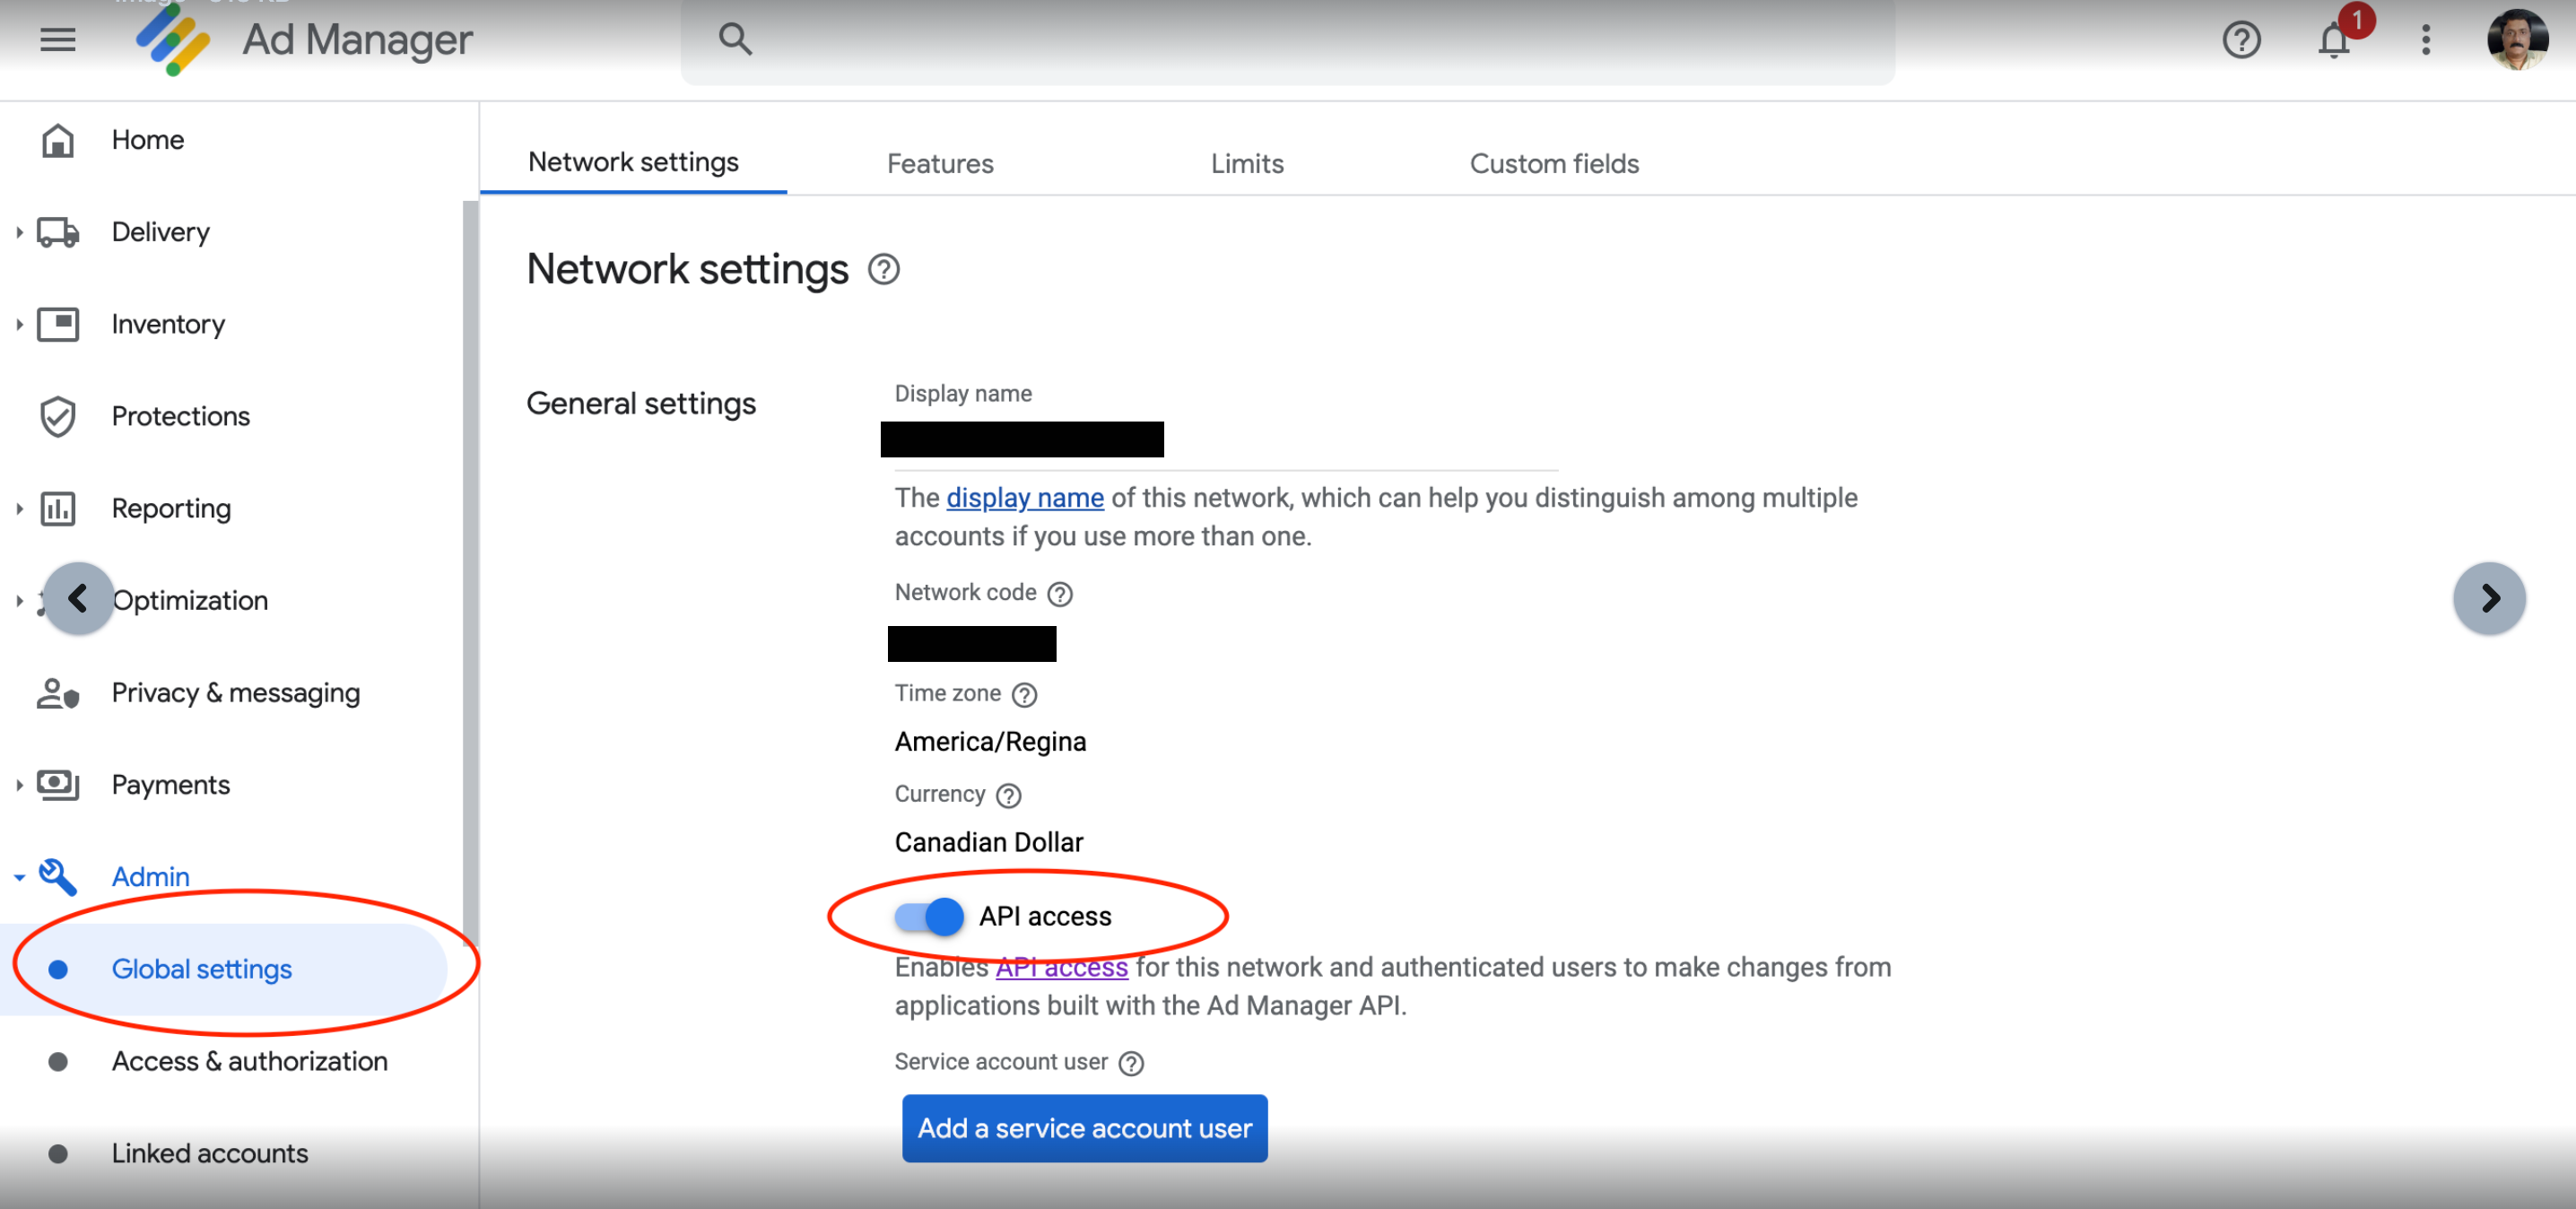 Ad Manager
1
Home
Delivery
Inventory
Protections
Reporting
Optimization
Privacy & messaging
Payments
Admin
Global settings
Access & authorization
Linked accounts
Network settings
Features
Limits
Custom fields
Network settings
General settings
Display name
The display name of this network, which can help you distinguish among multiple
accounts if you use more than one.
Network code
Time zone
America/Regina
Currency
Canadian Dollar
API access
Enables API access for this network and authenticated users to make changes from
applications built with the Ad Manager API.
Service account user
Add a service account user